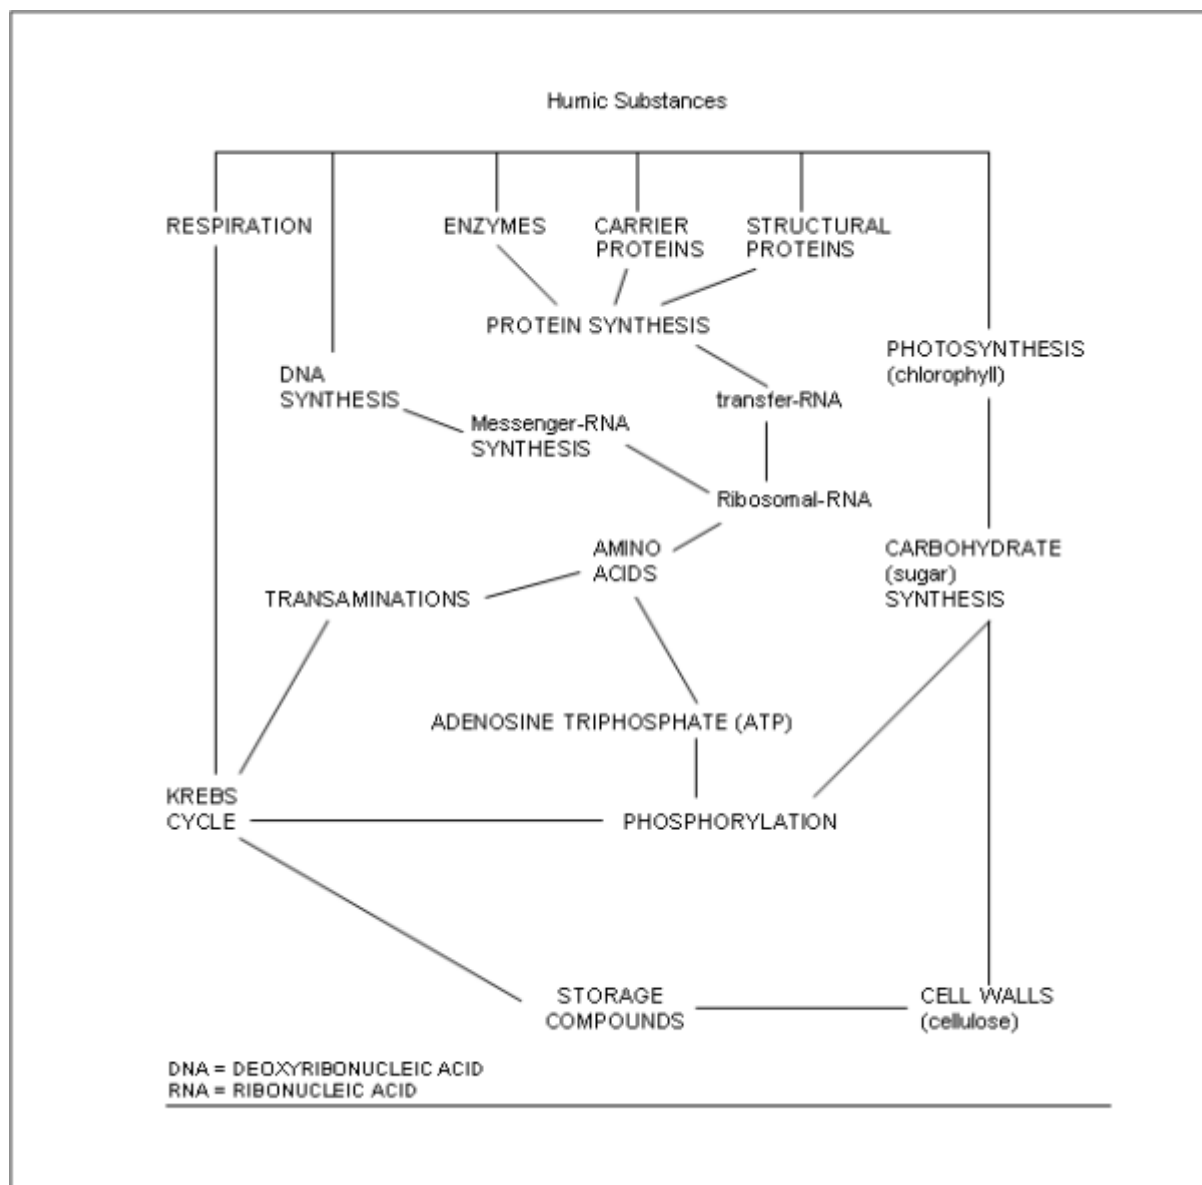 Humic Substances
RESPIRATION
ENZYMES
CARRIER
PROTEINS
STRUCTURAL
PROTEINS
PROTEIN SYNTHESIS
PHOTOSYNTHESIS
(chlorophyll)
DNA
SYNTHESIS
transfer-RNA
Messenger-RNA
SYNTHESIS
Ribosomal-RNA
AMINO
ACIDS
CARBOHYDRATE
(sugar)
SYNTHESIS
TRANSAMINATIONS
ADENOSINE TRIPHOSPHATE (ATP)
KREBS
CYCLE
PHOSPHORYLATION
STORAGE
COMPOUNDS
CELL WALLS
(cellulose)
DNA = DEOXYRIBONUCLEIC ACID
RNA = RIBONUCLEIC ACID